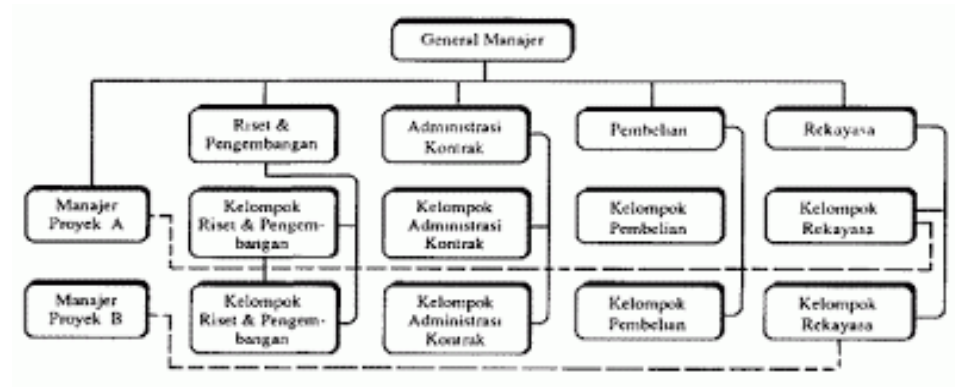 General Manajer
Riset &
Pengembangan
Administrasi
Kontrak
Pembelian
Rekayasa
Manajer
Proyek A
Kelompok
Riset & Pengem-
bangan
Kelompok
Administrasi
Kontrak
Kelompok
Pembelian
Kelompok
Rekayasa
Manajer
Proyek B
Kelompok
Riset & Pengem-
bangan
Kelompok
Administrasi
Kontrak
Kelompok
Pembelian
Kelompok
Rekayasa